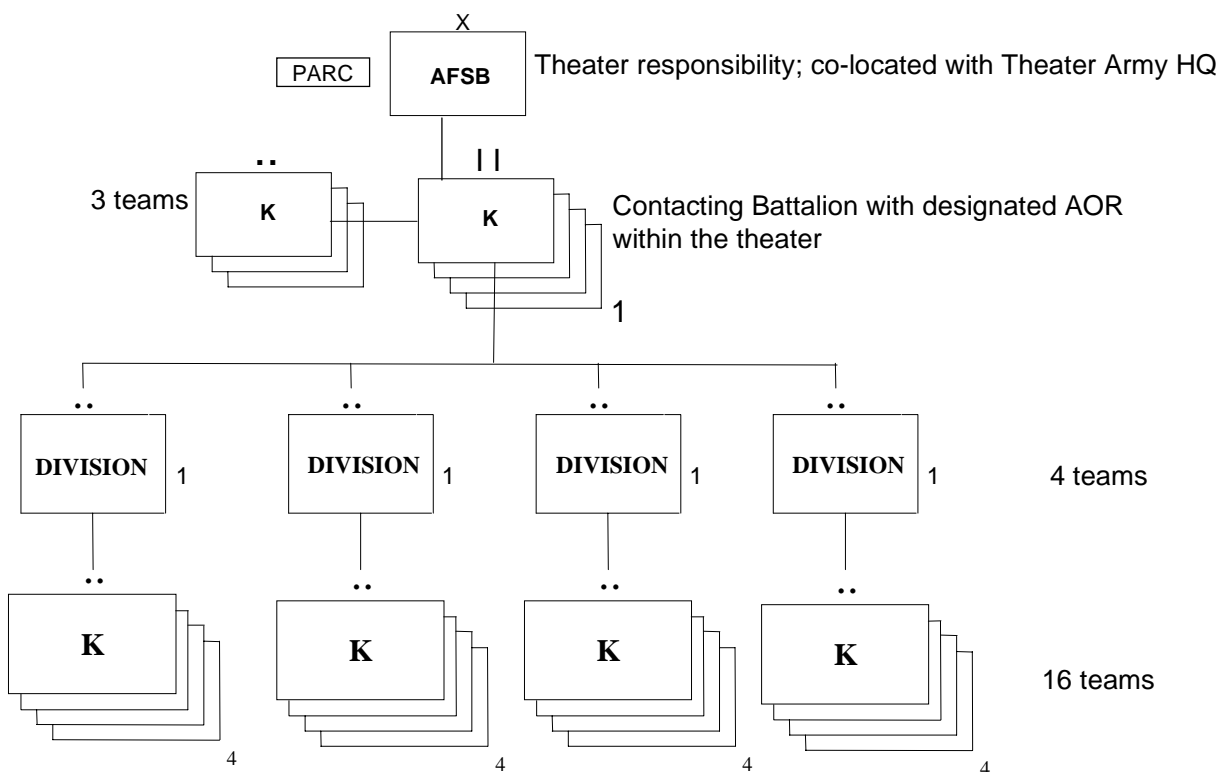 X
PARC
AFSB
Theater responsibility; co-located with Theater Army HQ
3 teams
K
K
Contacting Battalion with designated AOR
within the theater
1
DIVISION 1
DIVISION 1
DIVISION 1
DIVISION 1
4 teams
K
K
K
K
16 teams
4
4
4
4